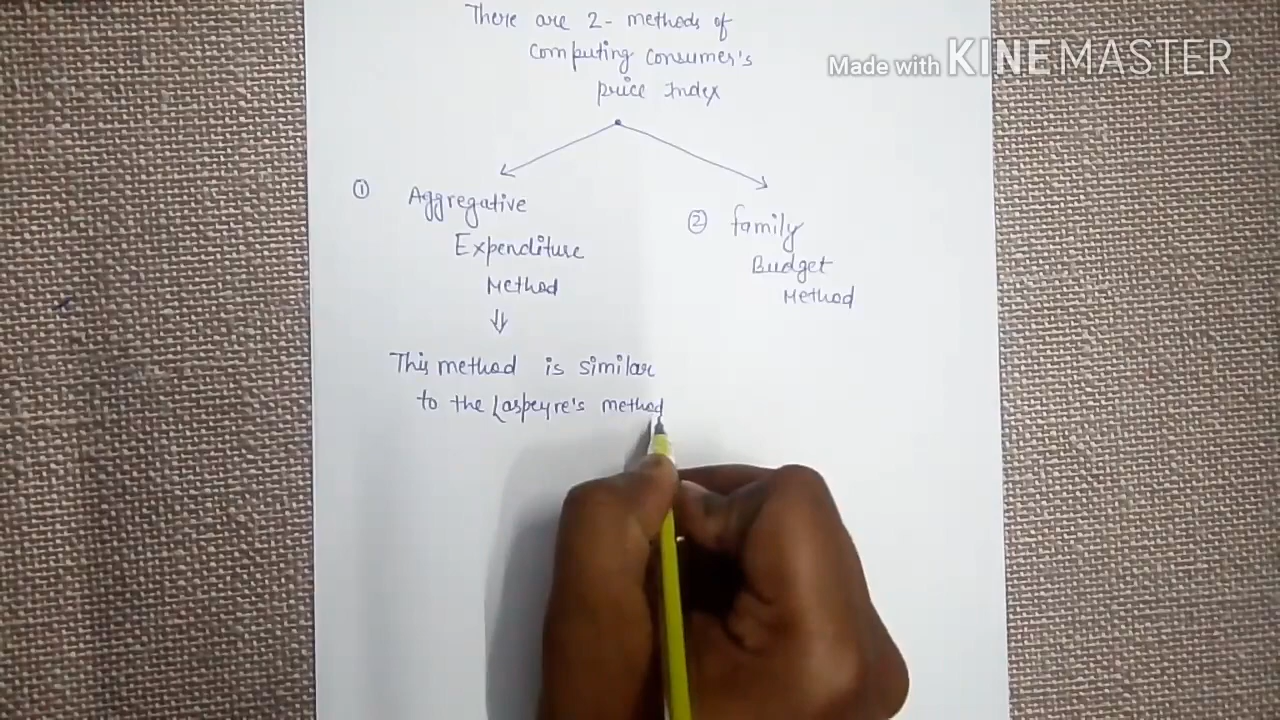 There are 2- methods of
Computing Consumer's
price Index
Made with KINEMASTER
① Aggregative
Expenditure
Method
② family
Budget
Method
This method is similar
to the Laspeyre's method